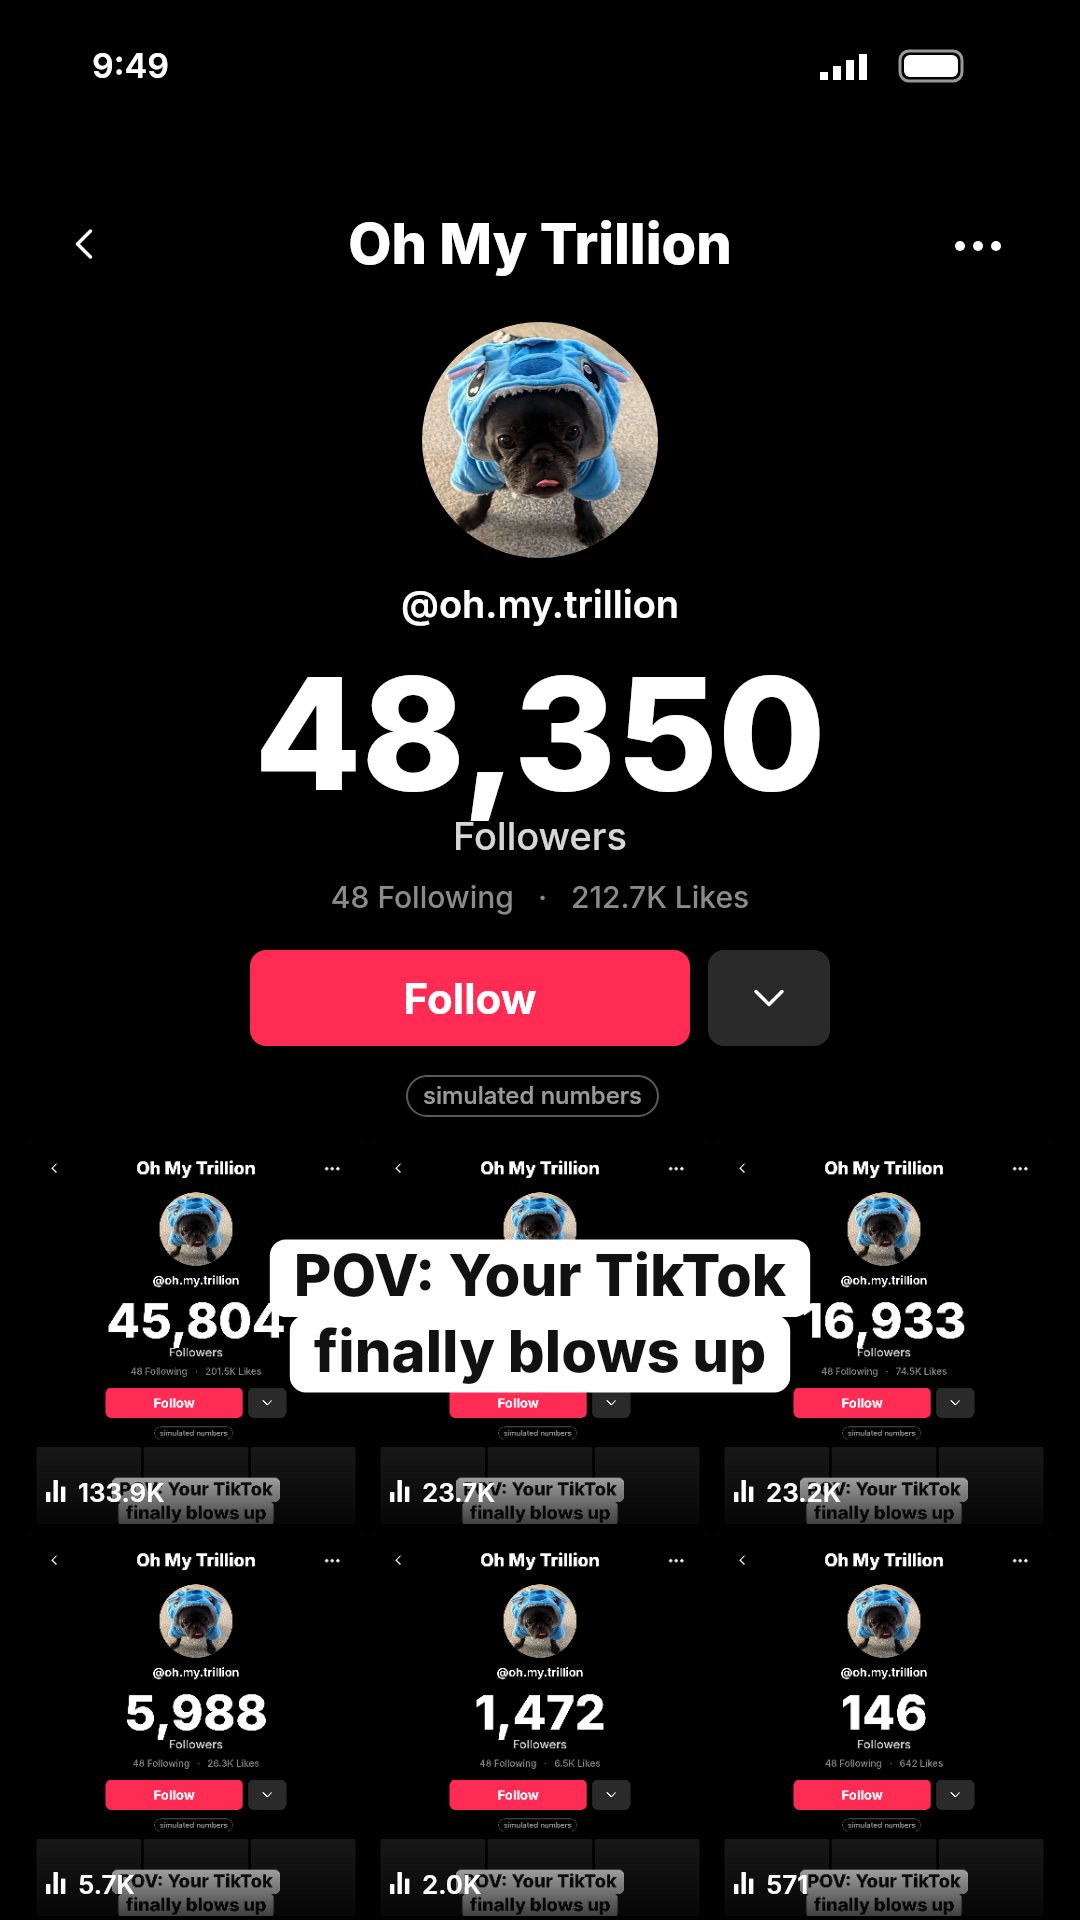 9:49
Oh My Trillion
@oh.my.trillion
48,350
Followers
48 Following · 212.7K Likes
Follow
simulated numbers
Oh My Trillion
Oh My Trillion
Oh My Trillion
@oh.my.trillion
@oh.my.trillion
POV: Your TikTok
finally blows up
45,804
16,933
Followers
Followers
48 Following · 201.5K Likes
48 Following · 74.5K Likes
Follow
Follow
Follow
simulated numbers
simulated numbers
simulated numbers
133.9K
Your TikTok
finally blows up
23.7K
Your TikTok
finally blows up
23.2K
Your TikTok
finally blows up
Oh My Trillion
Oh My Trillion
Oh My Trillion
@oh.my.trillion
@oh.my.trillion
@oh.my.trillion
5,988
1,472
146
Followers
Followers
Followers
48 Following · 26.3K Likes
48 Following · 6.5K Likes
48 Following · 642 Likes
Follow
Follow
Follow
simulated numbers
simulated numbers
simulated numbers
5.7K
Your TikTok
finally blows up
2.0K
Your TikTok
finally blows up
571
POV: Your TikTok
finally blows up